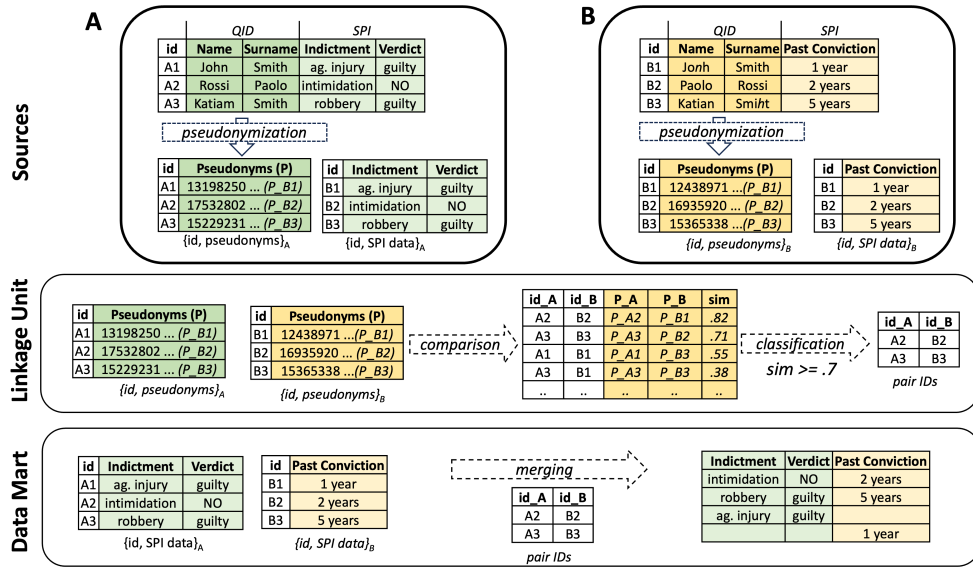 A
B
Sources
QID SPI
id Name Surname Indictment Verdict
A1 John Smith ag. injury guilty
A2 Rossi Paolo intimidation NO
A3 Katiam Smith robbery guilty
pseudonymization
id Pseudonyms (P)
A1 13198250 ... (P_B1)
A2 17532802 ... (P_B2)
A3 15229231 ... (P_B3)
{id, pseudonyms}A
id Indictment Verdict
B1 ag. injury guilty
B2 intimidation NO
B3 robbery guilty
{id, SPI data}A
QID SPI
id Name Surname Past Conviction
B1 Jonh Smith 1 year
B2 Paolo Rossi 2 years
B3 Katian Smiht 5 years
pseudonymization
id Pseudonyms (P)
B1 12438971 ... (P_B1)
B2 16935920 ... (P_B2)
B3 15365338 ...(P_B3)
{id, pseudonyms}B
id Past Conviction
B1 1 year
B2 2 years
B3 5 years
{id, SPI data}B
Linkage Unit
id Pseudonyms (P)
A1 13198250 ... (P_B1)
A2 17532802 ... (P_B2)
A3 15229231 ... (P_B3)
{id, pseudonyms}A
id Pseudonyms (P)
B1 12438971 ...(P_B1)
B2 16935920 ... (P_B2)
B3 15365338 ...(P_B3)
{id, pseudonyms}B
comparison
id_A id_B P_A P_B sim
A2 B2 P_A2 P_B1 .82
A3 B3 P_A3 P_B2 .71
A1 B1 P_A1 P_B3 .55
A3 B1 P_A3 P_B3 .38
.. .. .. .. ..
classification
sim >= .7
id_A id_B
A2 B2
A3 B3
pair IDs
Data Mart
id Indictment Verdict
A1 ag. injury guilty
A2 intimidation NO
A3 robbery guilty
{id, SPI data}A
id Past Conviction
B1 1 year
B2 2 years
B3 5 years
{id, SPI data}B
merging
id_A id_B
A2 B2
A3 B3
pair IDs
Indictment Verdict Past Conviction
intimidation NO 2 years
robbery guilty 5 years
ag. injury guilty
1 year